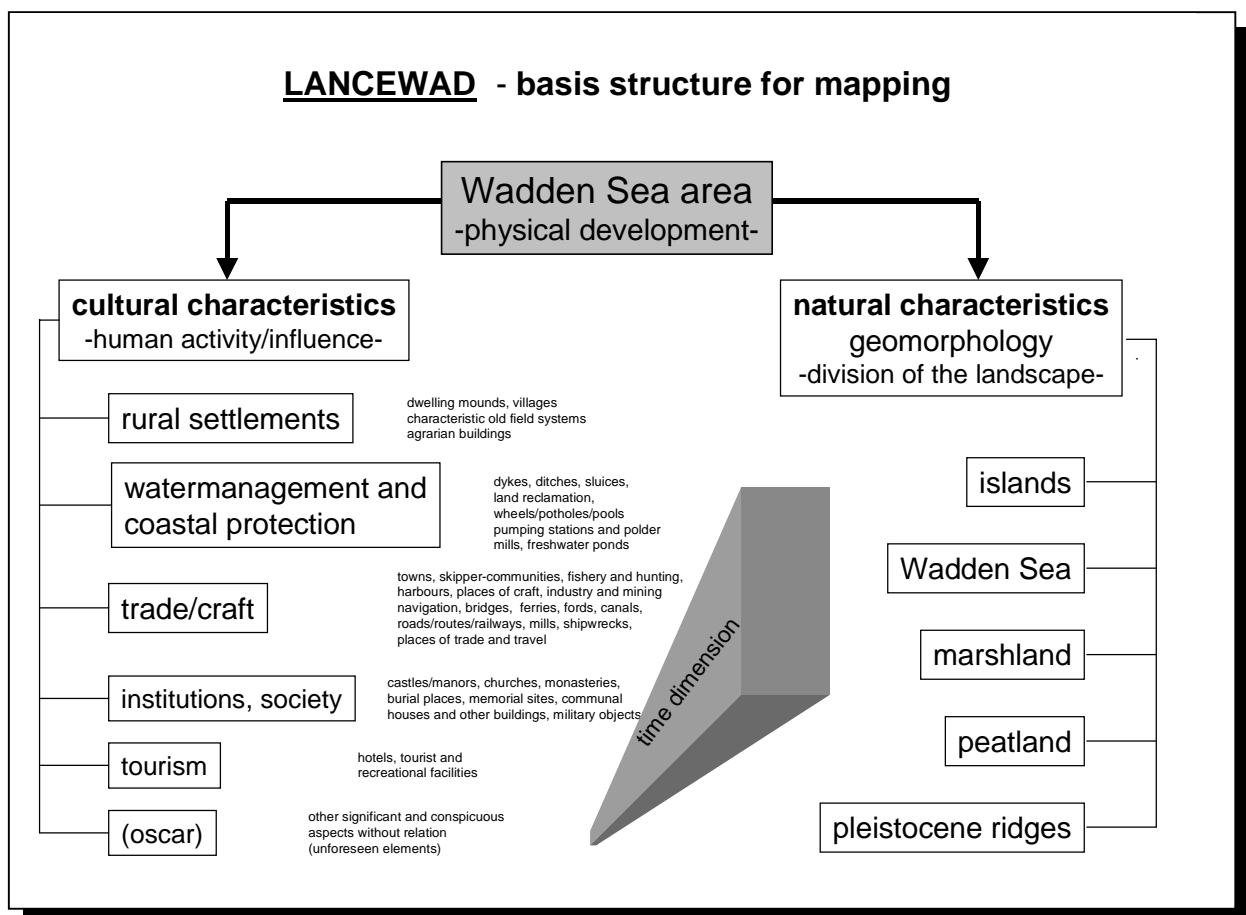 LANCEWAD - basis structure for mapping
Wadden Sea area
-physical development-
cultural characteristics
-human activity/influence-
natural characteristics
geomorphology
-division of the landscape-
rural settlements
dwelling mounds, villages
characteristic old field systems
agrarian buildings
watermanagement and
coastal protection
dykes, ditches, sluices,
land reclamation,
wheels/potholes/pools
pumping stations and polder
mills, freshwater ponds
trade/craft
towns, skipper-communities, fishery and hunting,
harbours, places of craft, industry and mining
navigation, bridges, ferries, fords, canals,
roads/routes/railways, mills, shipwrecks,
places of trade and travel
institutions, society
castles/manors, churches, monasteries,
burial places, memorial sites, communal
houses and other buildings, military objects
tourism
hotels, tourist and
recreational facilities
(oscar)
other significant and conspicuous
aspects without relation
(unforeseen elements)
time dimension
islands
Wadden Sea
marshland
peatland
pleistocene ridges